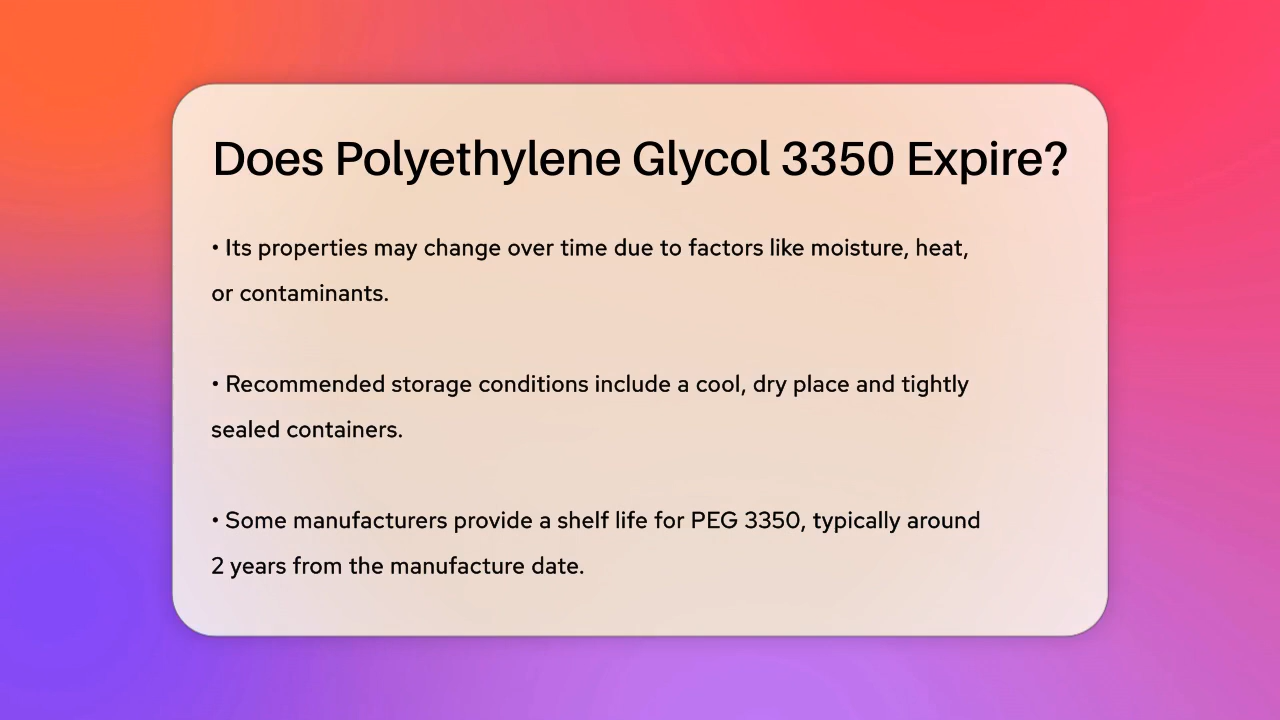 Does Polyethylene Glycol 3350 Expire?
• Its properties may change over time due to factors like moisture, heat,
or contaminants.
• Recommended storage conditions include a cool, dry place and tightly
sealed containers.
• Some manufacturers provide a shelf life for PEG 3350, typically around
2 years from the manufacture date.